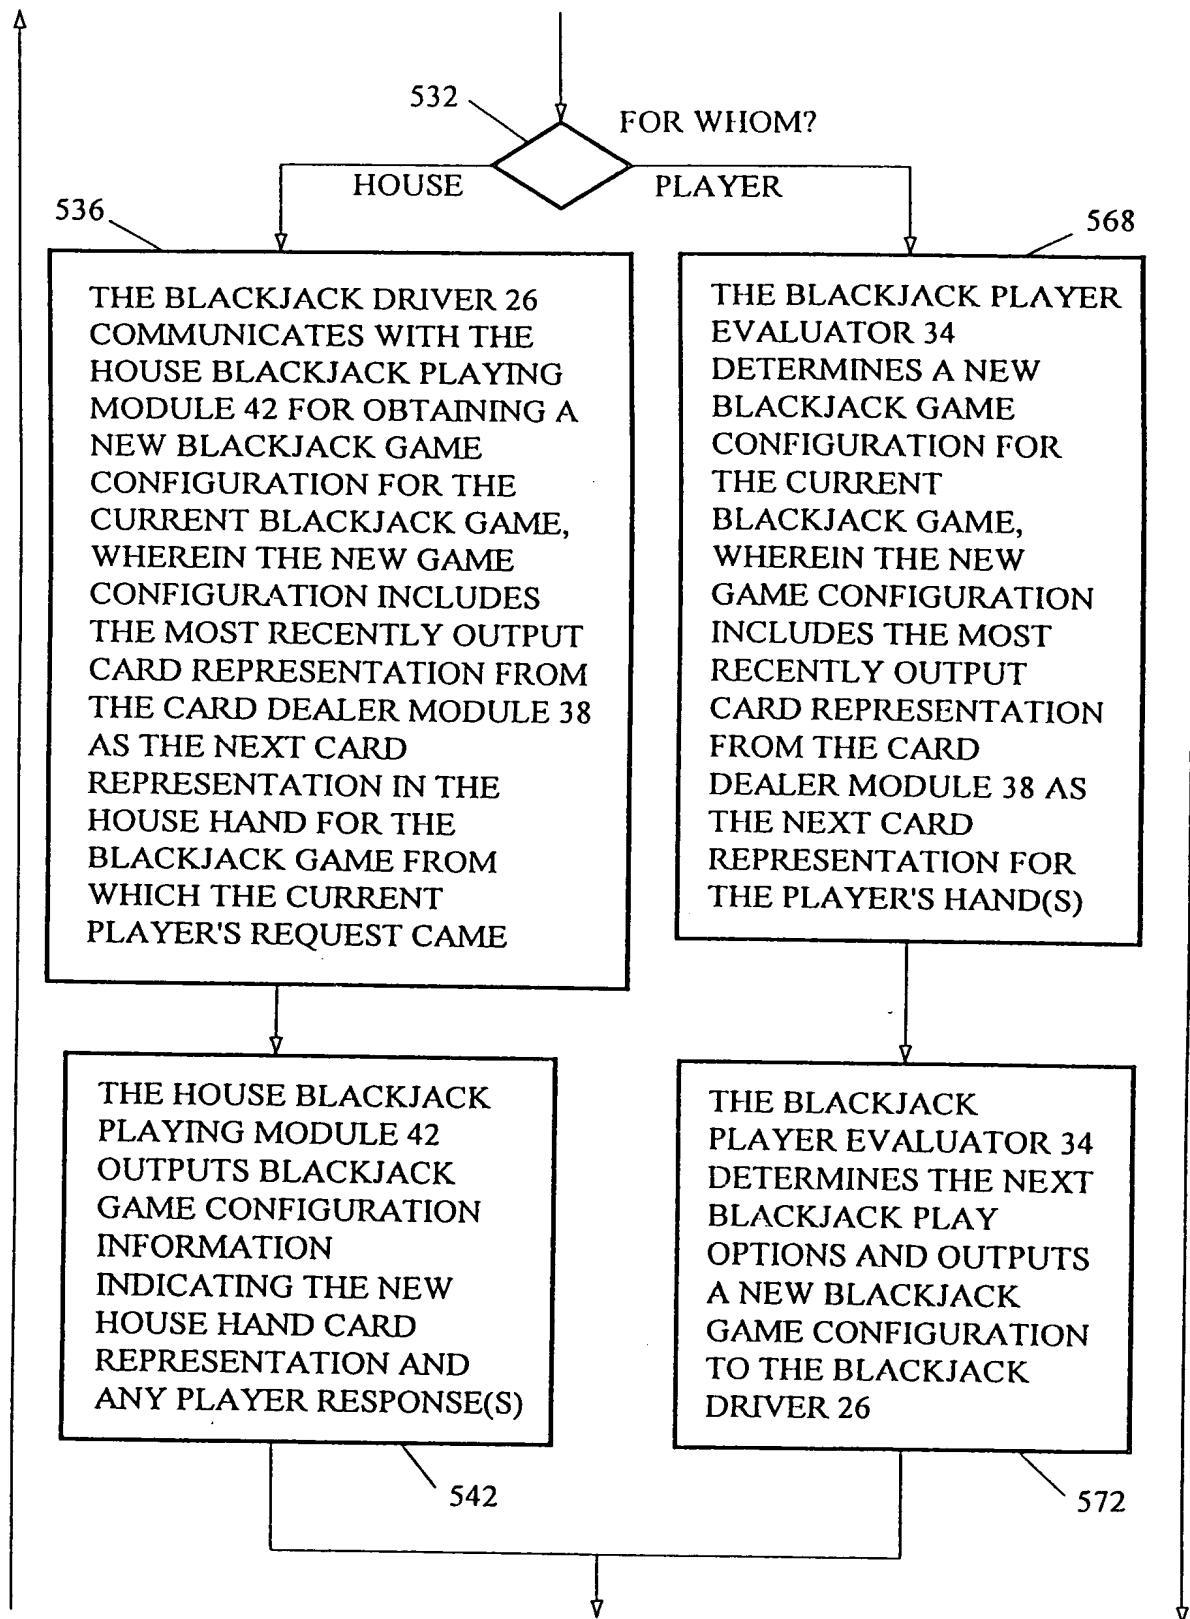 532
FOR WHOM?
HOUSE
PLAYER
536
THE BLACKJACK DRIVER 26
COMMUNICATES WITH THE
HOUSE BLACKJACK PLAYING
MODULE 42 FOR OBTAINING A
NEW BLACKJACK GAME
CONFIGURATION FOR THE
CURRENT BLACKJACK GAME,
WHEREIN THE NEW GAME
CONFIGURATION INCLUDES
THE MOST RECENTLY OUTPUT
CARD REPRESENTATION FROM
THE CARD DEALER MODULE 38
AS THE NEXT CARD
REPRESENTATION IN THE
HOUSE HAND FOR THE
BLACKJACK GAME FROM
WHICH THE CURRENT
PLAYER'S REQUEST CAME
568
THE BLACKJACK PLAYER
EVALUATOR 34
DETERMINES A NEW
BLACKJACK GAME
CONFIGURATION FOR
THE CURRENT
BLACKJACK GAME,
WHEREIN THE NEW
GAME CONFIGURATION
INCLUDES THE MOST
RECENTLY OUTPUT
CARD REPRESENTATION
FROM THE CARD
DEALER MODULE 38 AS
THE NEXT CARD
REPRESENTATION FOR
THE PLAYER'S HAND(S)
THE HOUSE BLACKJACK
PLAYING MODULE 42
OUTPUTS BLACKJACK
GAME CONFIGURATION
INFORMATION
INDICATING THE NEW
HOUSE HAND CARD
REPRESENTATION AND
ANY PLAYER RESPONSE(S)
542
THE BLACKJACK
PLAYER EVALUATOR 34
DETERMINES THE NEXT
BLACKJACK PLAY
OPTIONS AND OUTPUTS
A NEW BLACKJACK
GAME CONFIGURATION
TO THE BLACKJACK
DRIVER 26
572